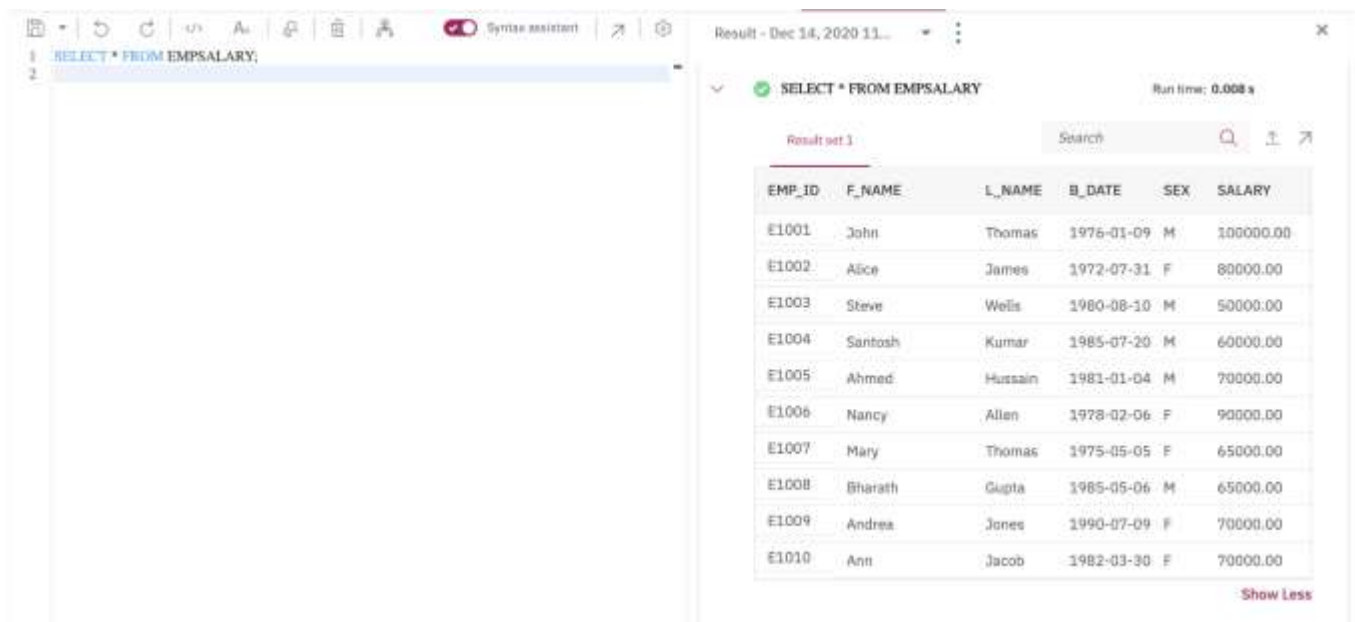 Syntax assistant
1 SELECT * FROM EMPSALARY;
2
Result - Dec 14, 2020 11...
SELECT * FROM EMPSALARY Run time: 0.008 s
Result set 1 Search
EMP_ID F_NAME L_NAME B_DATE SEX SALARY
E1001 John Thomas 1976-01-09 M 100000.00
E1002 Alice James 1972-07-31 F 80000.00
E1003 Steve Wells 1980-08-10 M 50000.00
E1004 Santosh Kumar 1985-07-20 M 60000.00
E1005 Ahmed Hussain 1981-01-04 M 70000.00
E1006 Nancy Allen 1978-02-06 F 90000.00
E1007 Mary Thomas 1975-05-05 F 65000.00
E1008 Bharath Gupta 1985-05-06 M 65000.00
E1009 Andrea Jones 1990-07-09 F 70000.00
E1010 Ann Jacob 1982-03-30 F 70000.00
Show Less